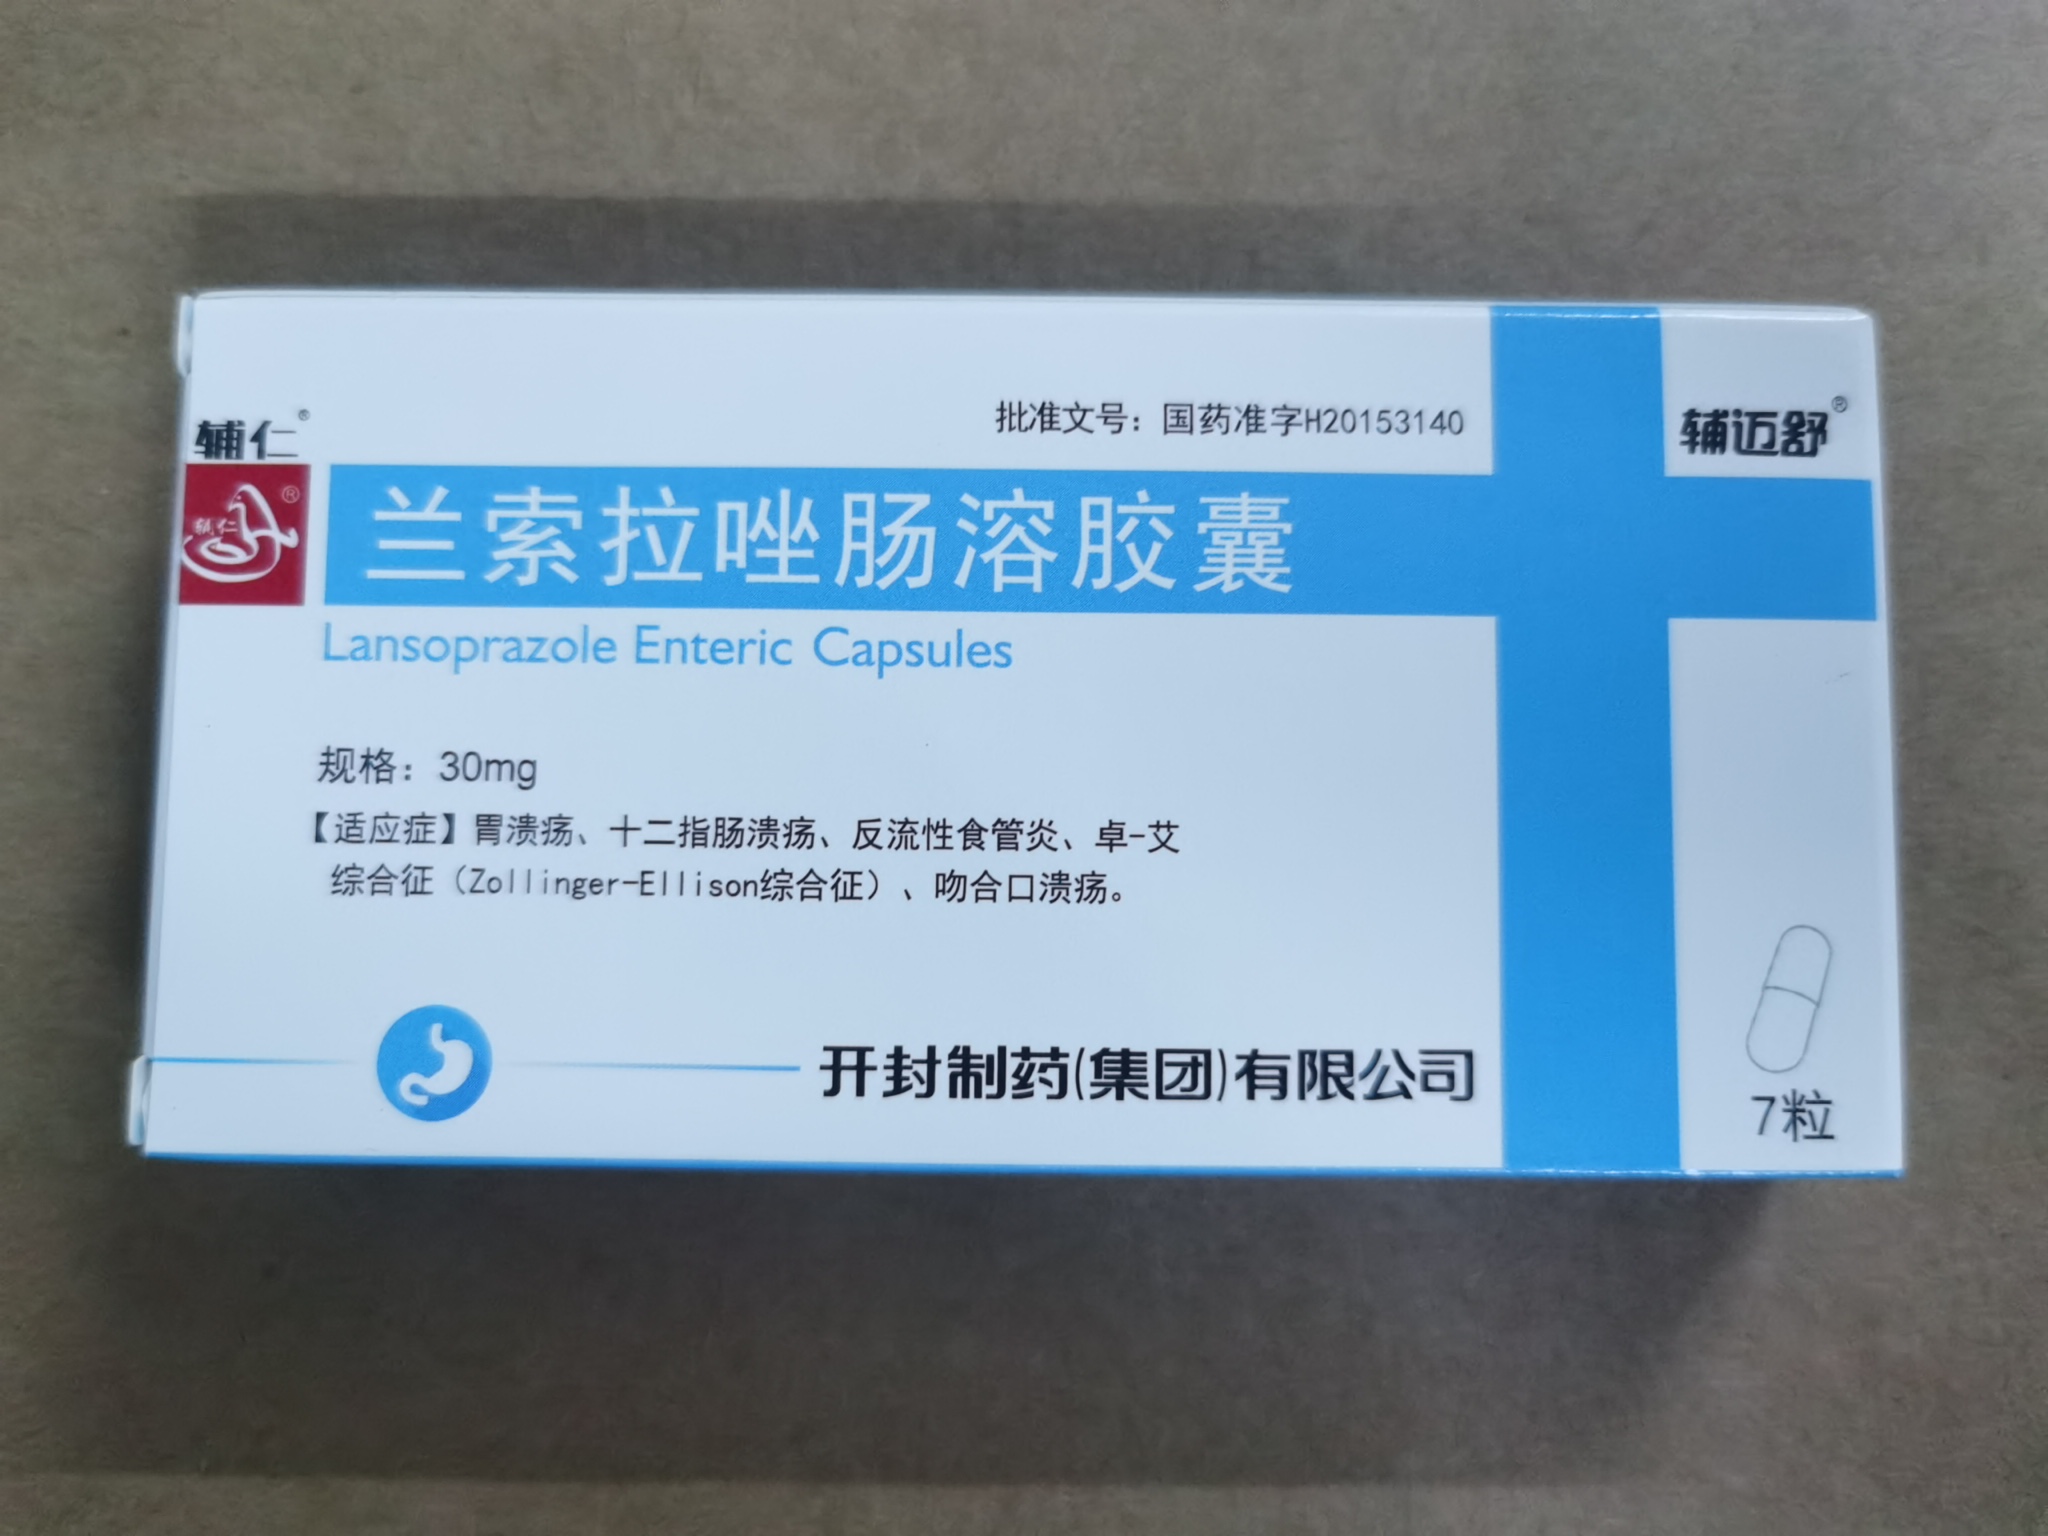 辅仁®
批准文号：国药准字H20153140
辅迈舒®
辅仁®
兰索拉唑肠溶胶囊
Lansoprazole Enteric Capsules
规格：30mg
【适应症】胃溃疡、十二指肠溃疡、反流性食管炎、卓-艾
综合征（Zollinger-Ellison综合征）、吻合口溃疡。
开封制药(集团)有限公司
7粒